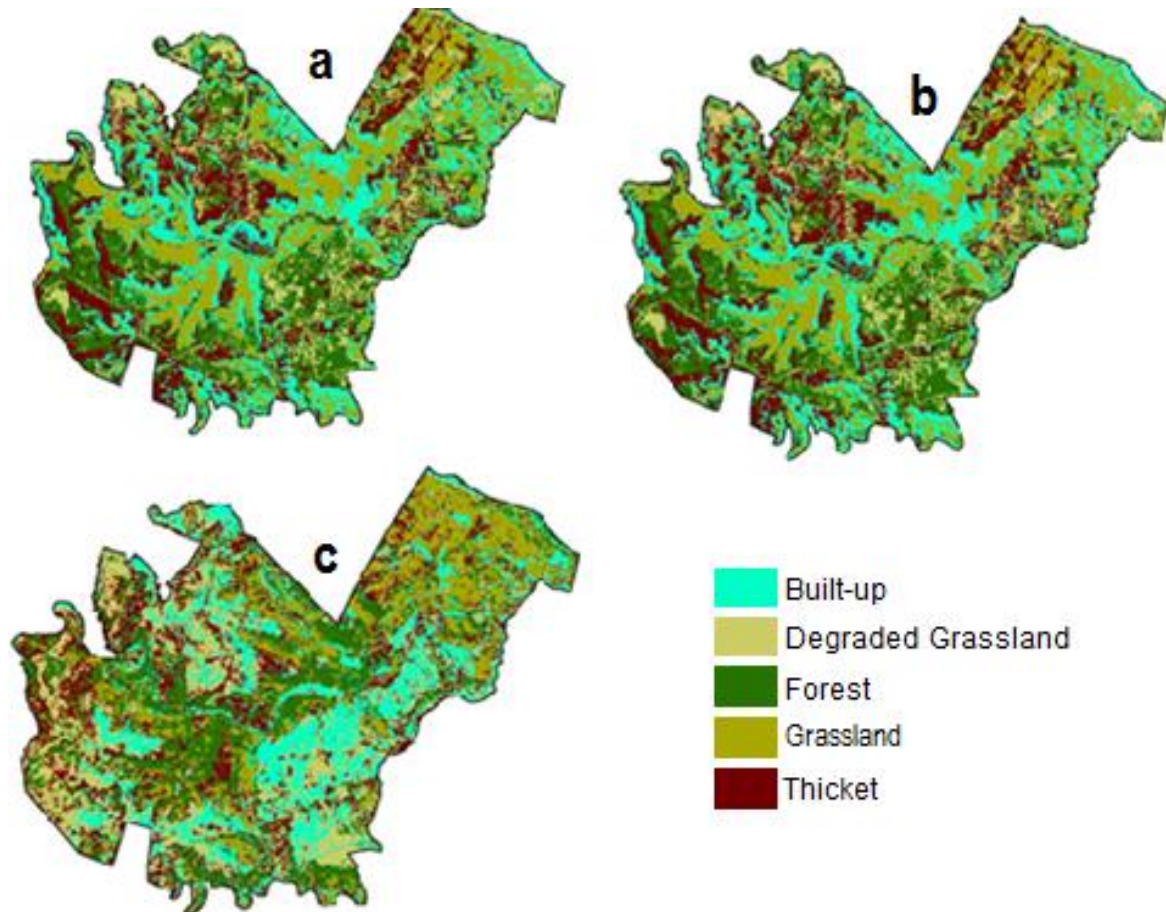 a
b
c
Built-up
Degraded Grassland
Forest
Grassland
Thicket